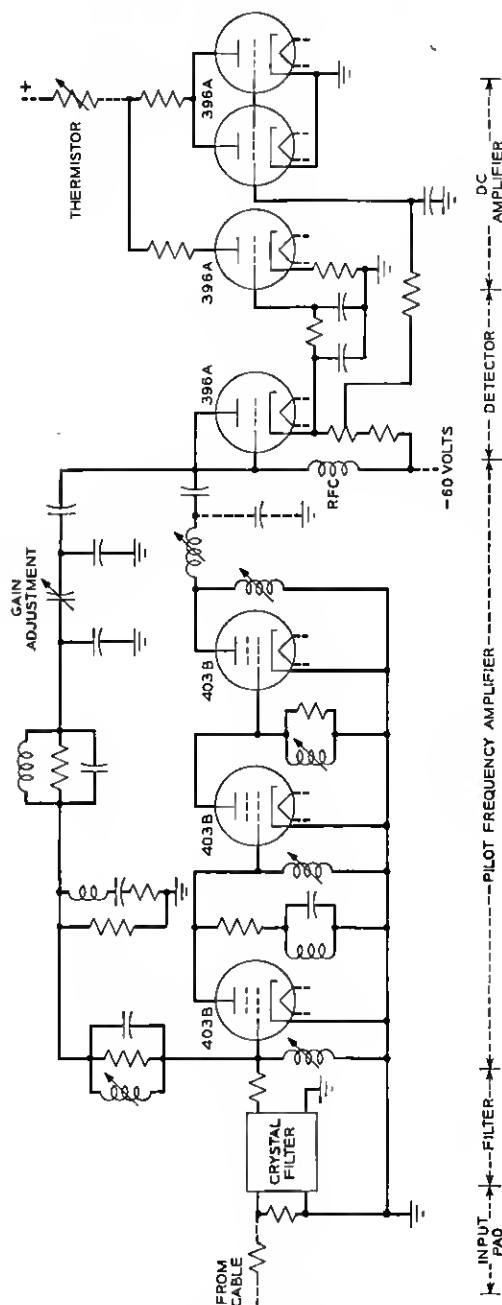 FROM
CABLE
CRYSTAL
FILTER
403B
403B
403B
GAIN
ADJUSTMENT
RFC
-60 VOLTS
396A
396A
396A
THERMISTOR
+
INPUT
PAD
FILTER
PILOT FREQUENCY AMPLIFIER
DETECTOR
DC
AMPLIFIER